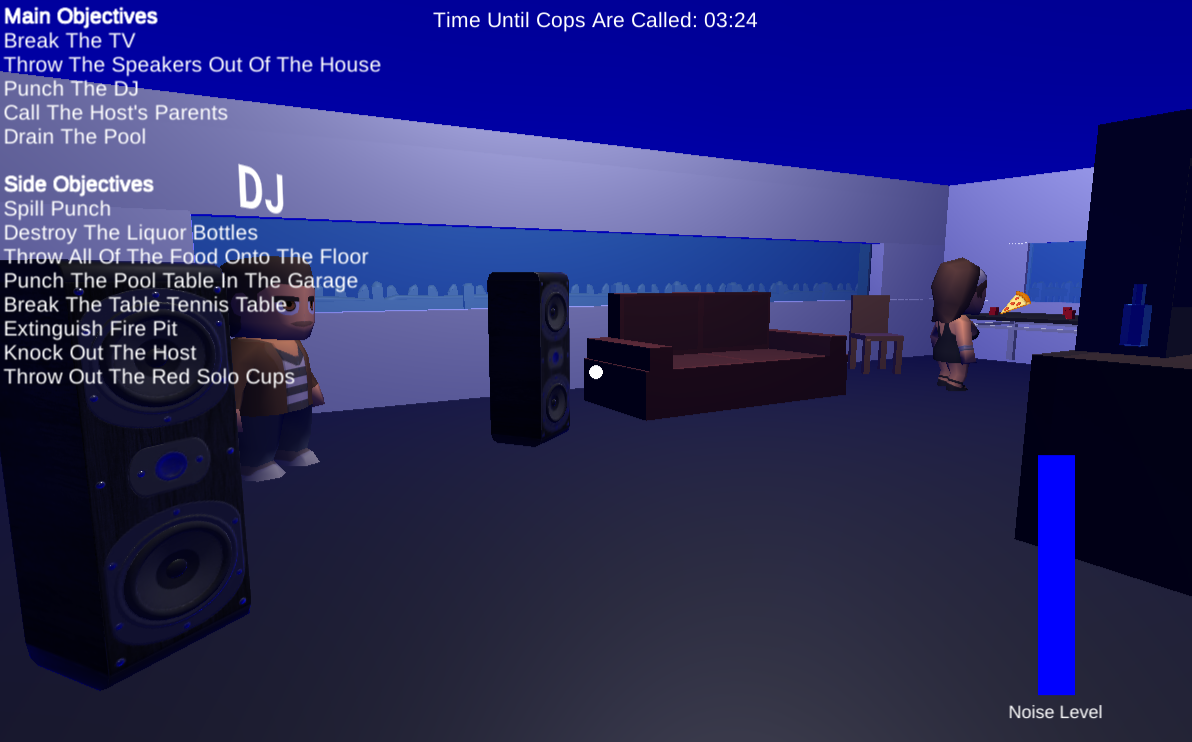 Main Objectives
Break The TV
Throw The Speakers Out Of The House
Punch The DJ
Call The Host's Parents
Drain The Pool
Side Objectives
Spill Punch
Destroy The Liquor Bottles
Throw All Of The Food Onto The Floor
Punch The Pool Table In The Garage
Break The Table Tennis Table
Extinguish Fire Pit
Knock Out The Host
Throw Out The Red Solo Cups
Time Until Cops Are Called: 03:24
DJ
Noise Level